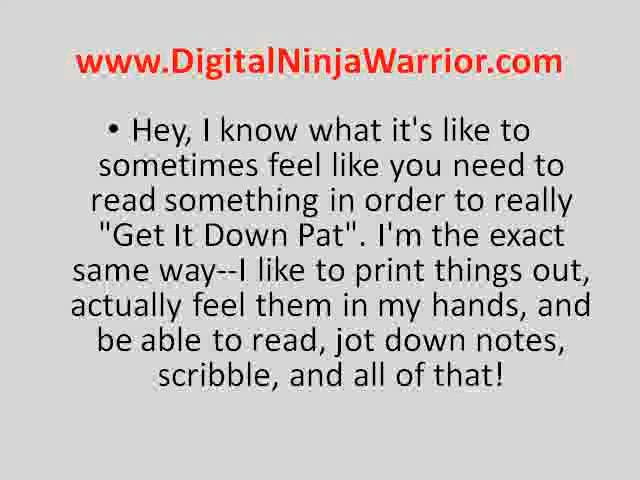 www.DigitalNinjaWarrior.com
• Hey, I know what it's like to
sometimes feel like you need to
read something in order to really
"Get It Down Pat". I'm the exact
same way--I like to print things out,
actually feel them in my hands, and
be able to read, jot down notes,
scribble, and all of that!